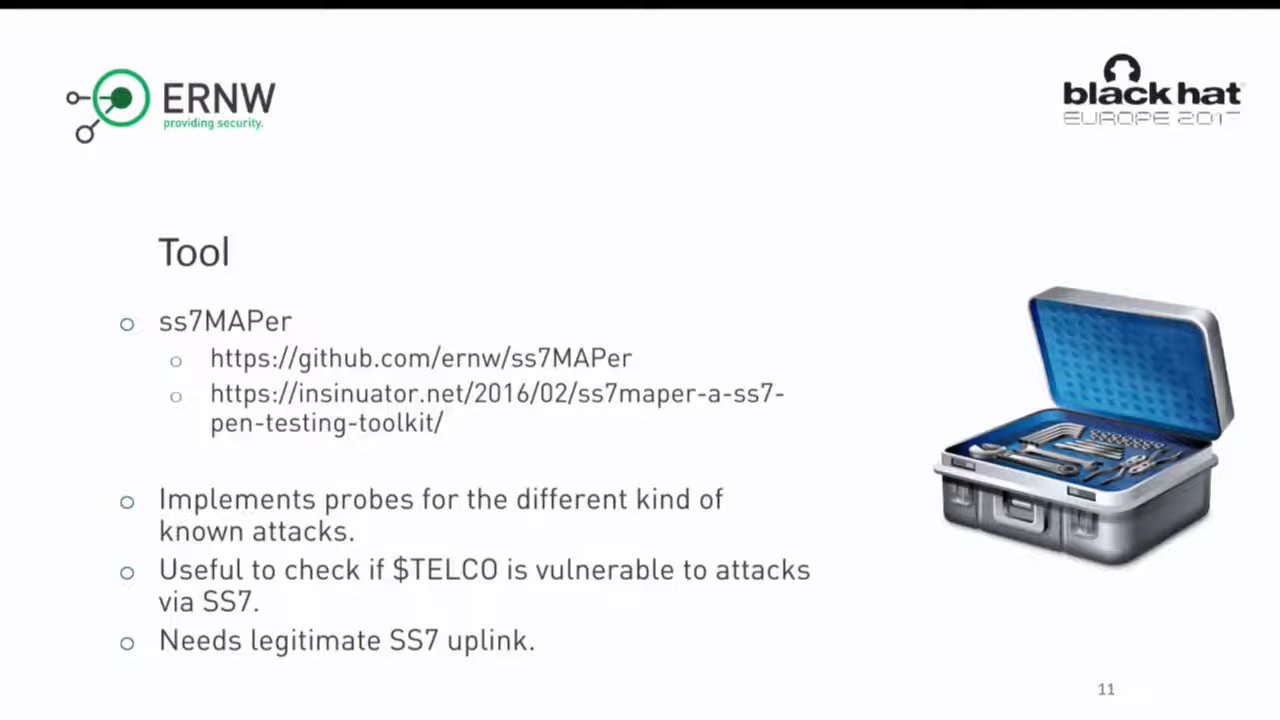 ERNW
providing security.
black hat
EUROPE 2017
Tool
ss7MAPer
https://github.com/ernw/ss7MAPer
https://insinuator.net/2016/02/ss7maper-a-ss7-
pen-testing-toolkit/
Implements probes for the different kind of
known attacks.
Useful to check if $TELCO is vulnerable to attacks
via SS7.
Needs legitimate SS7 uplink.
11